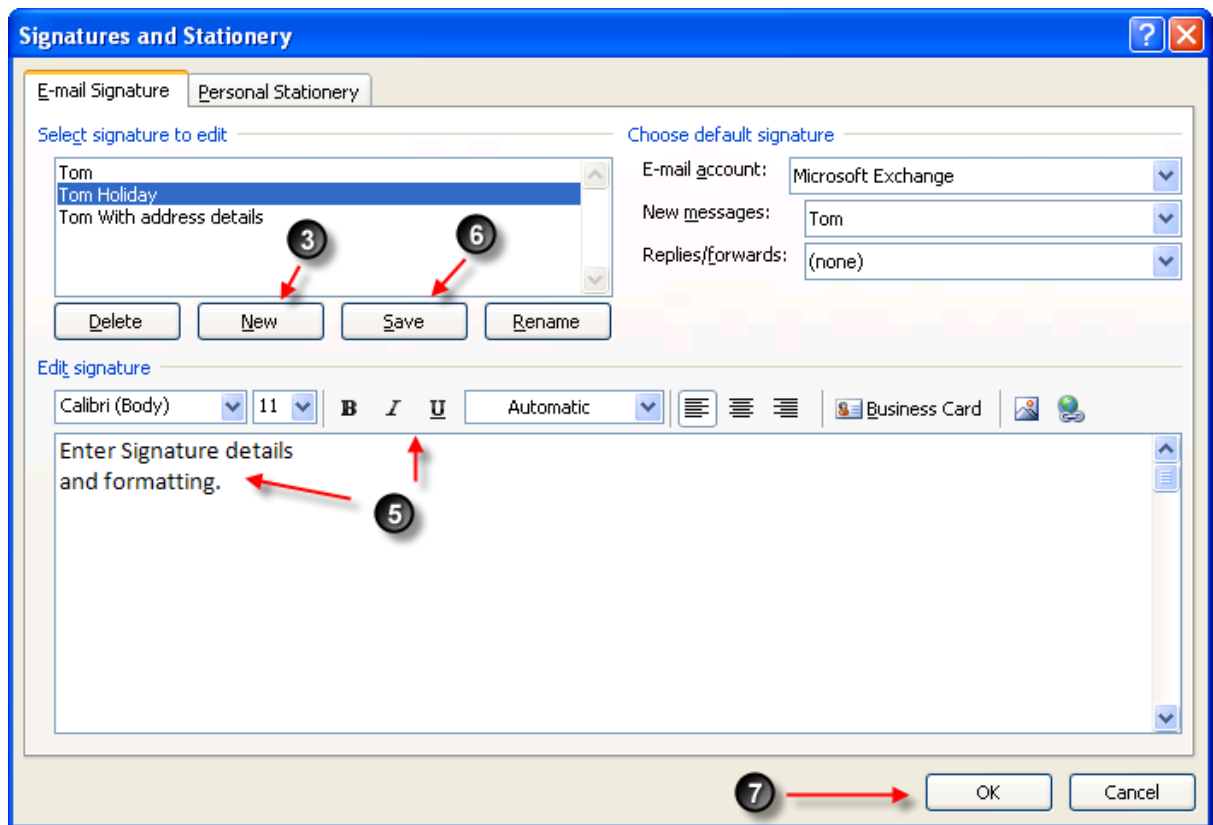 Signatures and Stationery
E-mail Signature
Personal Stationery
Select signature to edit
Tom
Tom Holiday
Tom With address details
3
6
Delete
New
Save
Rename
Choose default signature
E-mail account: Microsoft Exchange
New messages: Tom
Replies/forwards: (none)
Edit signature
Calibri (Body) 11 B I U Automatic Business Card
Enter Signature details
and formatting.
5
7
OK
Cancel